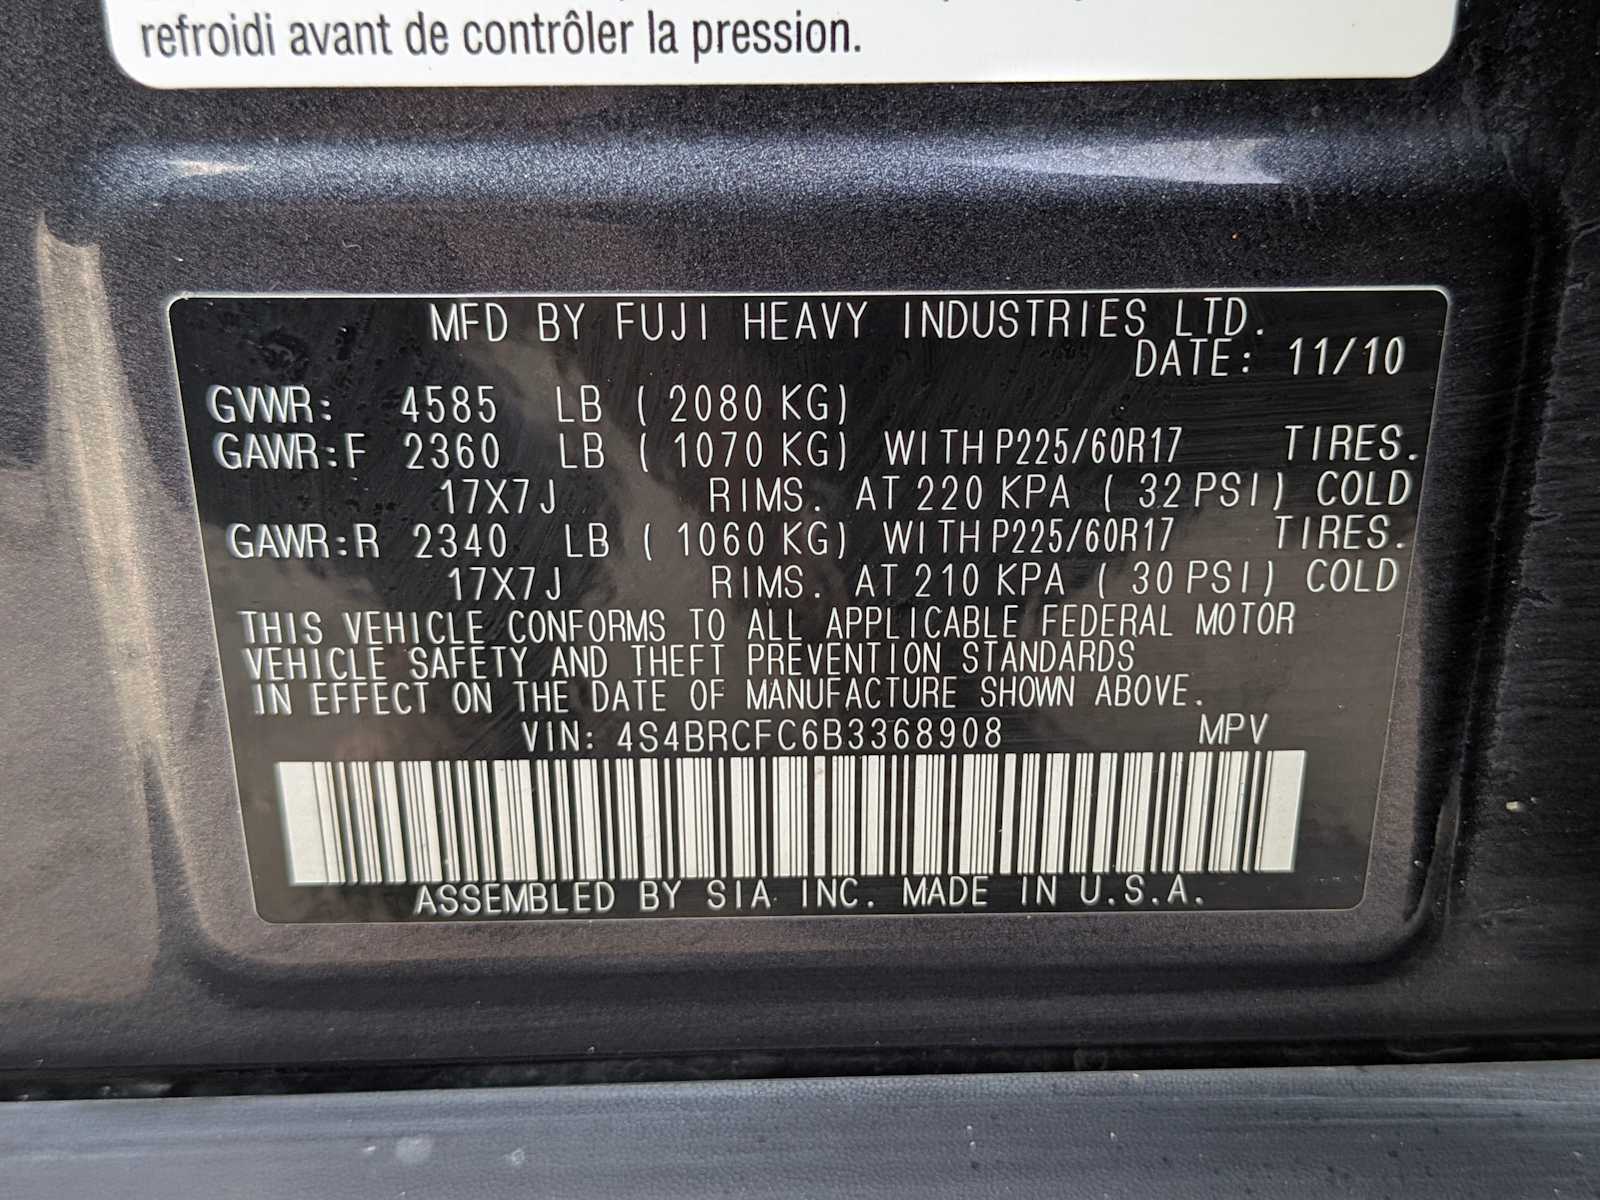 refroidi avant de contrôler la pression.
MFD BY FUJI HEAVY INDUSTRIES LTD.
DATE: 11/10
GVWR: 4585 LB ( 2080 KG)
GAWR:F 2360 LB ( 1070 KG) WITH P225/60R17 TIRES.
17X7J RIMS. AT 220 KPA ( 32 PSI) COLD
GAWR:R 2340 LB ( 1060 KG) WITH P225/60R17 TIRES.
17X7J RIMS. AT 210 KPA ( 30 PSI) COLD
THIS VEHICLE CONFORMS TO ALL APPLICABLE FEDERAL MOTOR
VEHICLE SAFETY AND THEFT PREVENTION STANDARDS
IN EFFECT ON THE DATE OF MANUFACTURE SHOWN ABOVE.
VIN: 4S4BRCFC6B3368908 MPV
ASSEMBLED BY SIA INC. MADE IN U.S.A.